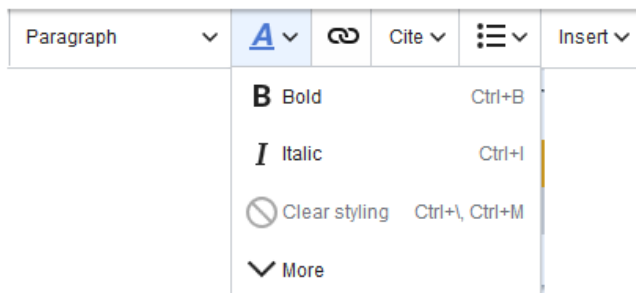 Paragraph A Cite Insert
B Bold Ctrl+B
I Italic Ctrl+I
Clear styling Ctrl+\, Ctrl+M
More